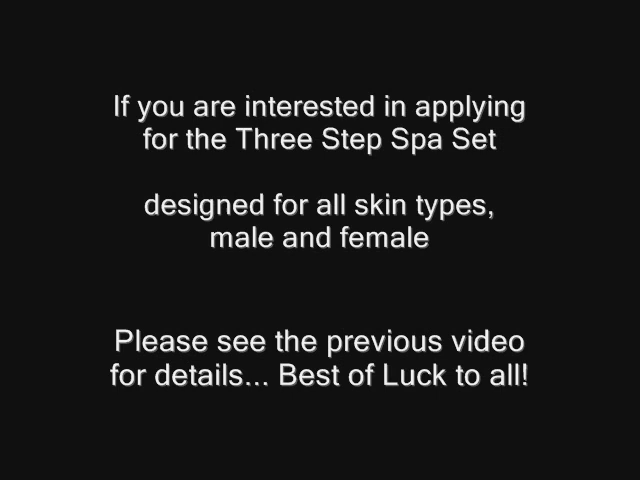 If you are interested in applying
for the Three Step Spa Set
designed for all skin types,
male and female
Please see the previous video
for details... Best of Luck to all!